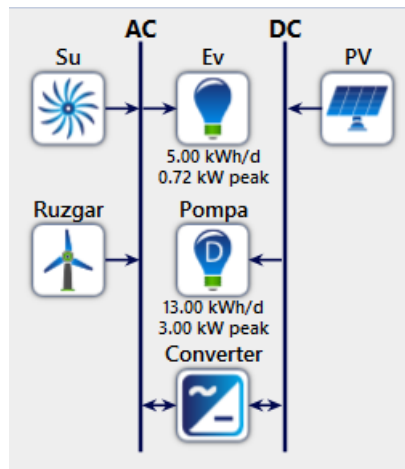 AC DC
Su Ev PV
5.00 kWh/d
0.72 kW peak
Ruzgar Pompa
D
13.00 kWh/d
3.00 kW peak
Converter